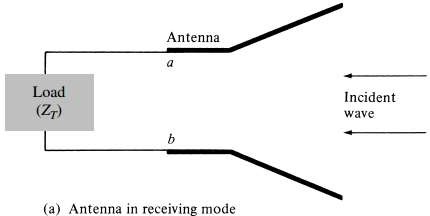 Antenna
a
Load
(Z_T)
Incident
wave
b
(a) Antenna in receiving mode